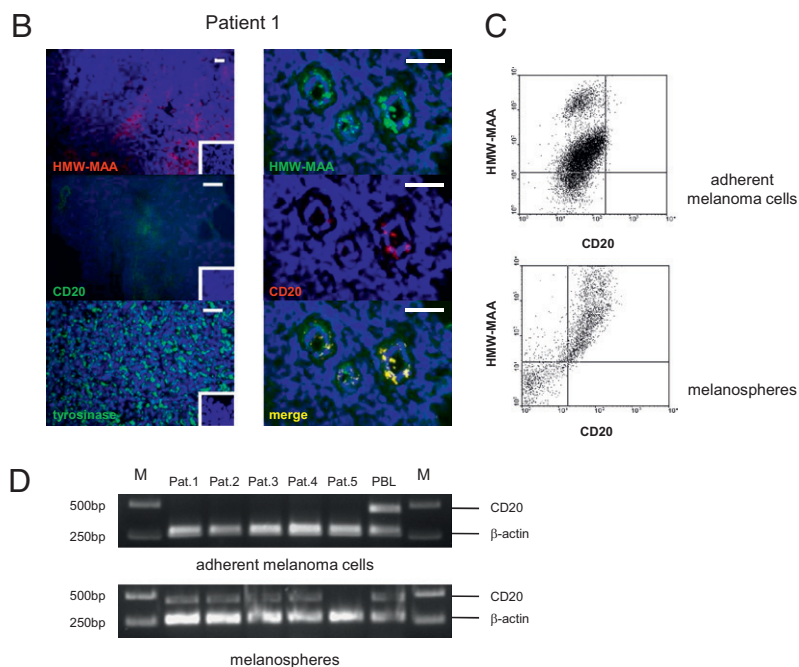 B
Patient 1
HMW-MAA
CD20
tyrosinase
HMW-MAA
CD20
merge
C
HMW-MAA
CD20
adherent
melanoma cells
HMW-MAA
CD20
melanospheres
D
M Pat.1 Pat.2 Pat.3 Pat.4 Pat.5 PBL M
500bp CD20
250bp β-actin
adherent melanoma cells
500bp CD20
250bp β-actin
melanospheres